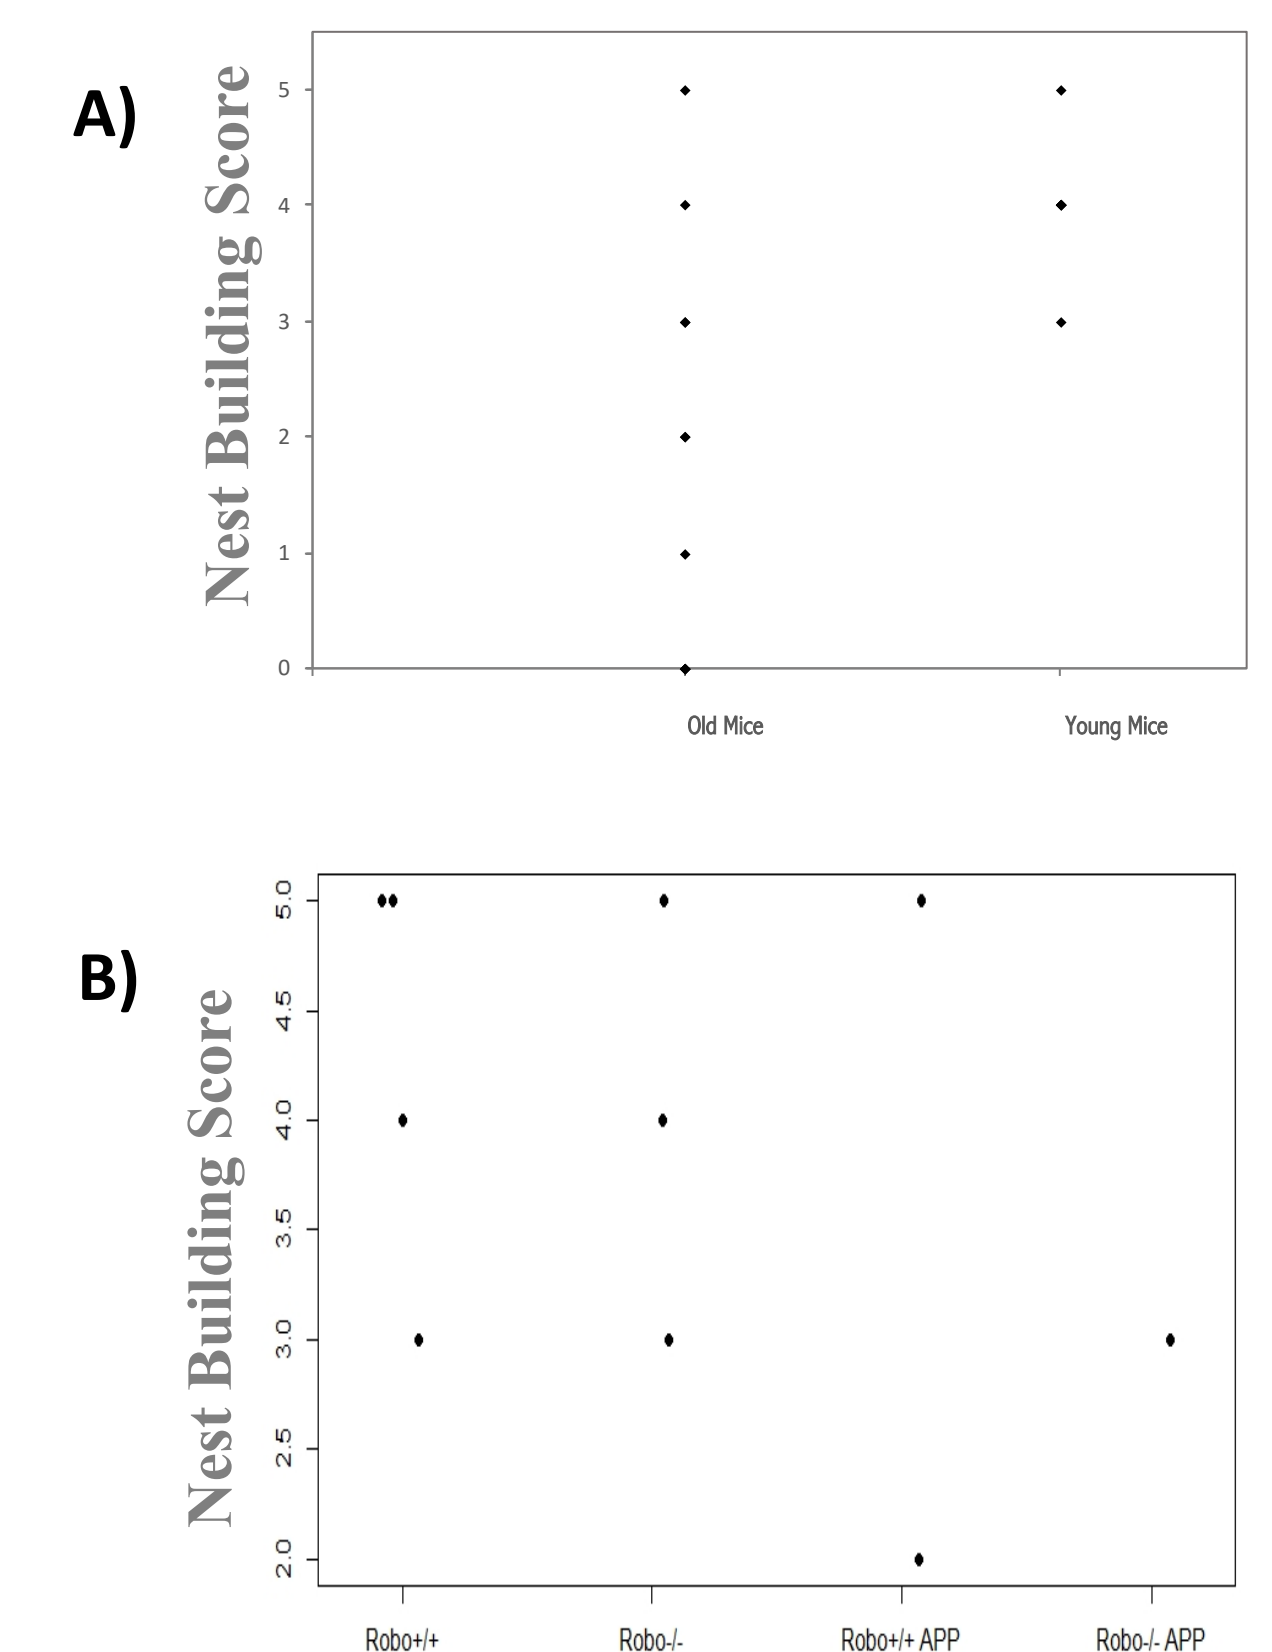 A)
Nest Building Score
5
4
3
2
1
0
Old Mice Young Mice
B)
Nest Building Score
5.0
4.5
4.0
3.5
3.0
2.5
2.0
Robo+/+ Robo-/- Robo+/+ APP Robo-/- APP